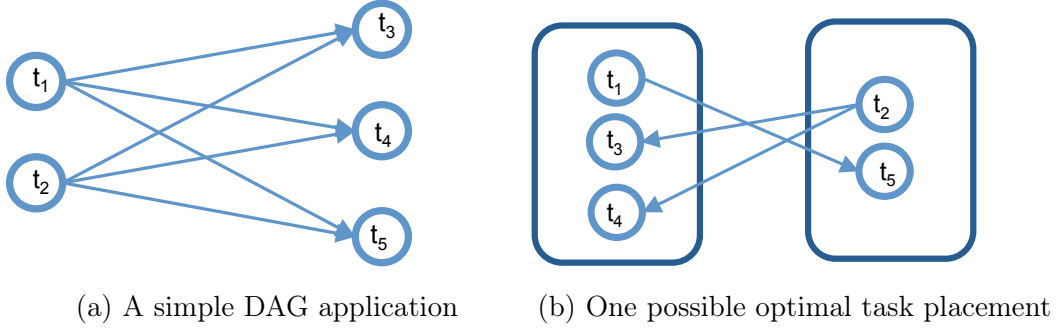 t1
t2
t3
t4
t5
t1
t3
t4
t2
t5
(a) A simple DAG application
(b) One possible optimal task placement